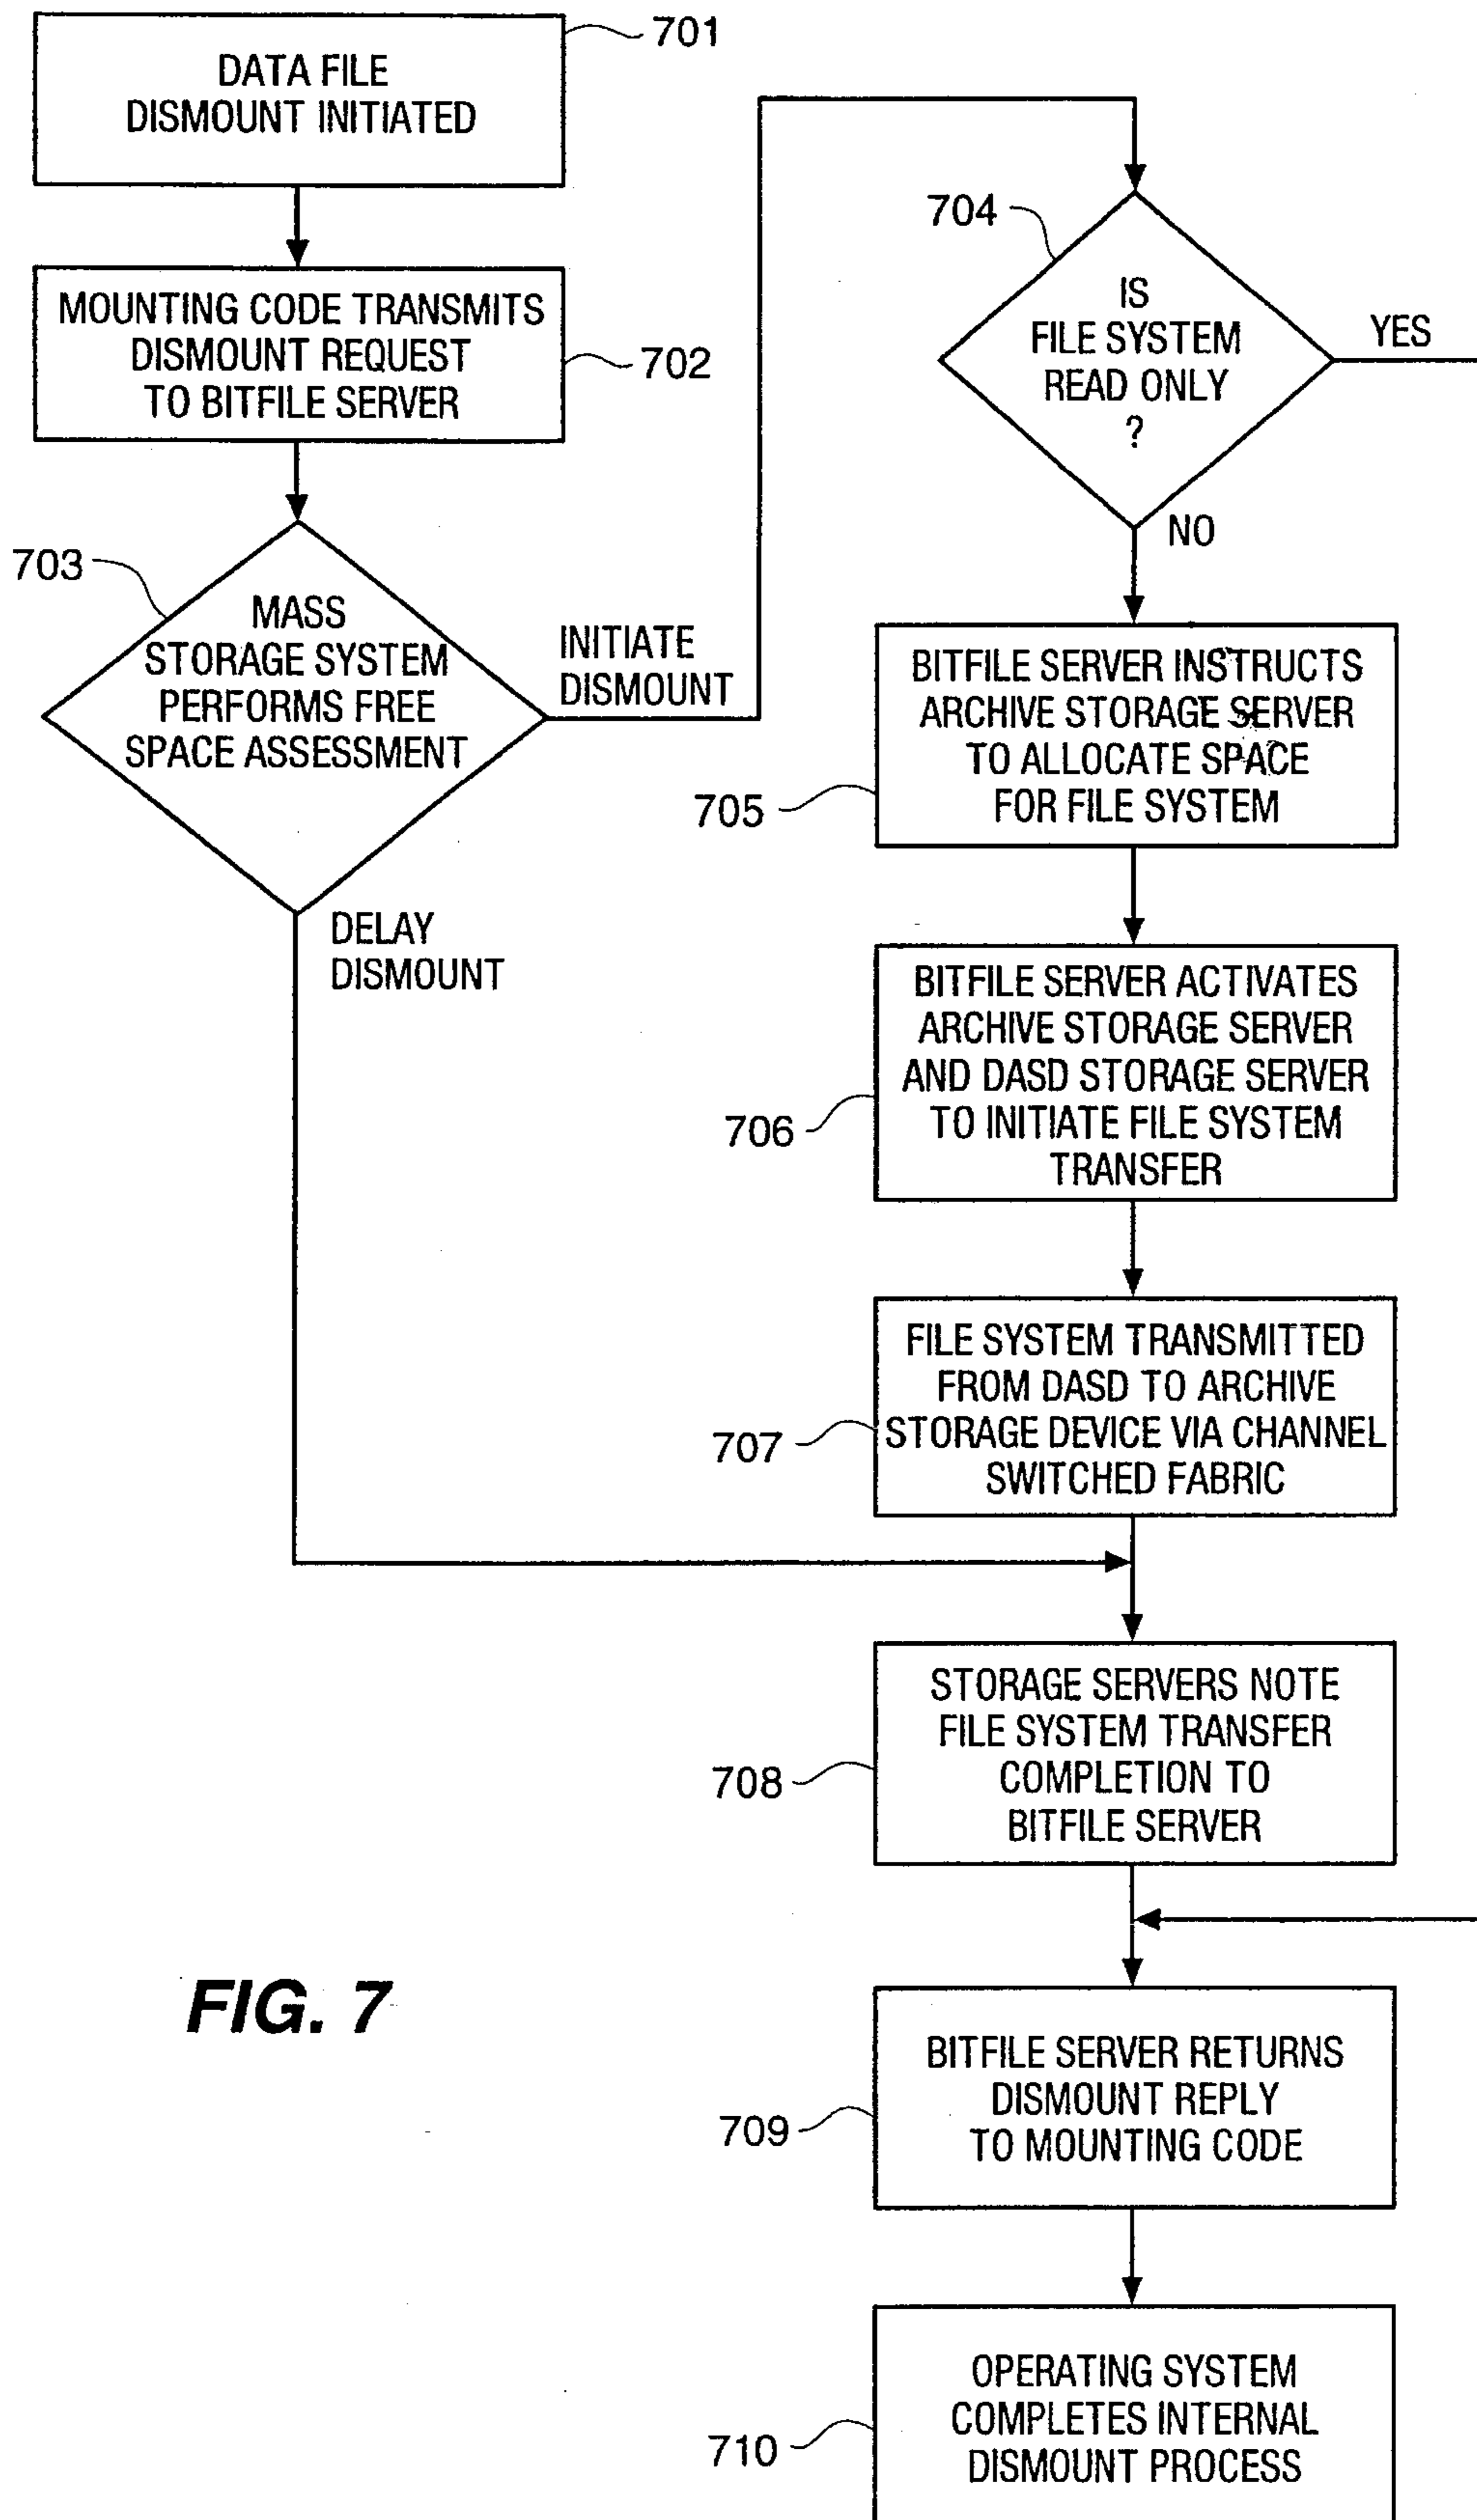 701
DATA FILE
DISMOUNT INITIATED
MOUNTING CODE TRANSMITS
DISMOUNT REQUEST
TO BITFILE SERVER
702
703
MASS
STORAGE SYSTEM
PERFORMS FREE
SPACE ASSESSMENT
INITIATE
DISMOUNT
DELAY
DISMOUNT
704
IS
FILE SYSTEM
READ ONLY
?
YES
NO
BITFILE SERVER INSTRUCTS
ARCHIVE STORAGE SERVER
TO ALLOCATE SPACE
FOR FILE SYSTEM
705
BITFILE SERVER ACTIVATES
ARCHIVE STORAGE SERVER
AND DASD STORAGE SERVER
TO INITIATE FILE SYSTEM
TRANSFER
706
FILE SYSTEM TRANSMITTED
FROM DASD TO ARCHIVE
STORAGE DEVICE VIA CHANNEL
SWITCHED FABRIC
707
STORAGE SERVERS NOTE
FILE SYSTEM TRANSFER
COMPLETION TO
BITFILE SERVER
708
BITFILE SERVER RETURNS
DISMOUNT REPLY
TO MOUNTING CODE
709
OPERATING SYSTEM
COMPLETES INTERNAL
DISMOUNT PROCESS
710
FIG. 7